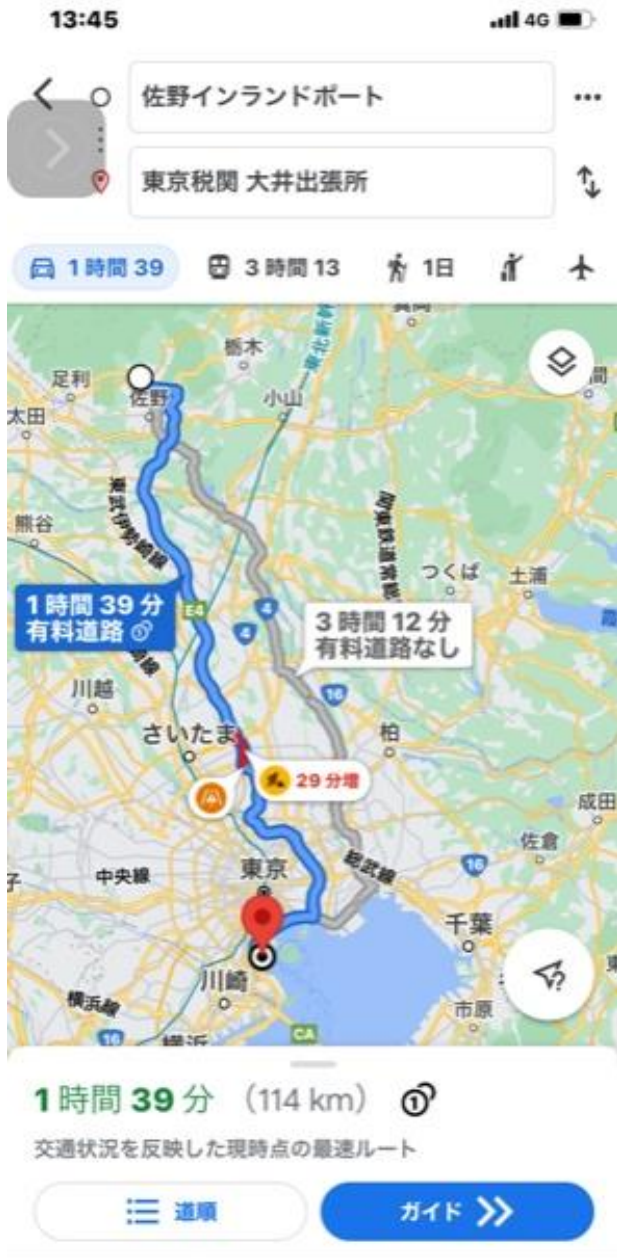 13:45
4G
佐野インランドポート
東京税関 大井出張所
1 時間 39
3 時間 13
1日
栃木
東北新幹
足利
佐野
小山
太田
東武伊勢崎線
熊谷
つくば
土浦
1 時間 39 分
有料道路
E4
4
4
3 時間 12 分
有料道路なし
川越
16
さいたま
柏
29 分増
成田
佐倉
中央線
東京
総武線
16
千葉
川崎
横浜線
市原
16
CA
1 時間 39 分 (114 km)
交通状況を反映した現時点の最速ルート
道順
ガイド